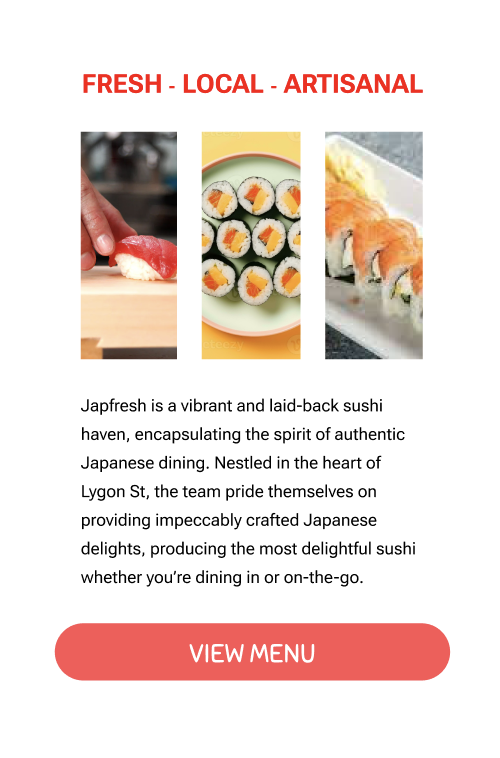 FRESH - LOCAL - ARTISANAL
Japfresh is a vibrant and laid-back sushi
haven, encapsulating the spirit of authentic
Japanese dining. Nestled in the heart of
Lygon St, the team pride themselves on
providing impeccably crafted Japanese
delights, producing the most delightful sushi
whether you’re dining in or on-the-go.
VIEW MENU